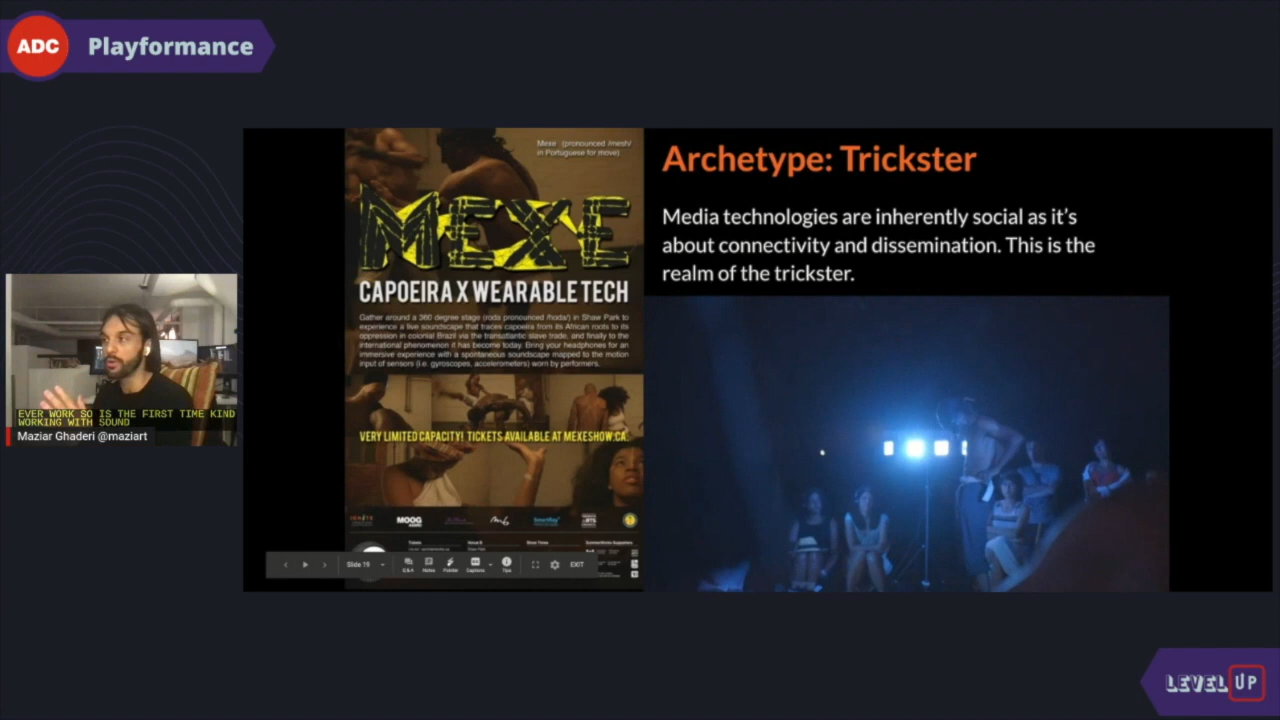 ADC
Playformance
Mexe (pronounced /mesh/
in Portuguese for move).
MEXE
CAPOEIRA X WEARABLE TECH
Gather around a 360 degree stage (roda pronounced /hoda/) in Shaw Park to
experience a live soundscape that traces capoeira from its African roots to its
oppression in colonial Brazil via the transatlantic slave trade, and finally to the
international phenomenon it has become today. Bring your headphones for an
immersive experience with a spontaneous soundscape mapped to the motion
input of sensors (i.e. gyroscopes, accelerometers) worn by performers.
VERY LIMITED CAPACITY! TICKETS AVAILABLE AT MEXESHOW.CA.
MOOG
Slide 19
Q&A
Notes
Pointer
Captions
Tips
EXIT
Archetype: Trickster
Media technologies are inherently social as it's
about connectivity and dissemination. This is the
realm of the trickster.
EVER WORK SO IS THE FIRST TIME KIND
WORKING WITH SOUND
Maziar Ghaderi @maziart
LEVEL UP